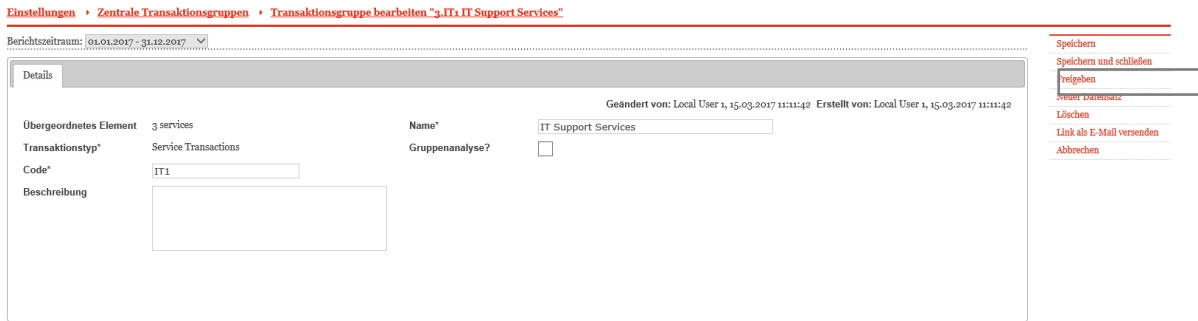 Einstellungen › Zentrale Transaktionsgruppen › Transaktionsgruppe bearbeiten "3.IT1 IT Support Services"
Berichtszeitraum: 01.01.2017 - 31.12.2017
Details
Geändert von: Local User 1, 15.03.2017 11:11:42 Erstellt von: Local User 1, 15.03.2017 11:11:42
Übergeordnetes Element 3 services Name* IT Support Services
Transaktionstyp* Service Transactions Gruppenanalyse?
Code* IT1
Beschreibung
Speichern
Speichern und schließen
Freigeben
Neuer Datensatz
Löschen
Link als E-Mail versenden
Abbrechen